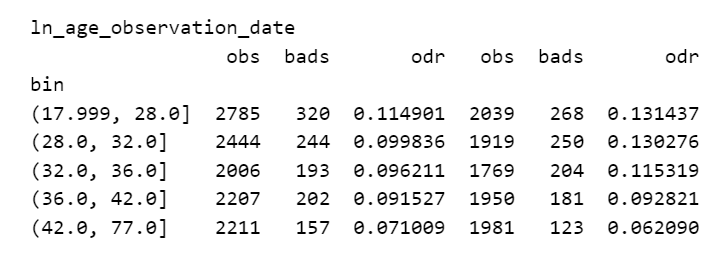 ln_age_observation_date
obs bads odr obs bads odr
bin
(17.999, 28.0] 2785 320 0.114901 2039 268 0.131437
(28.0, 32.0] 2444 244 0.099836 1919 250 0.130276
(32.0, 36.0] 2006 193 0.096211 1769 204 0.115319
(36.0, 42.0] 2207 202 0.091527 1950 181 0.092821
(42.0, 77.0] 2211 157 0.071009 1981 123 0.062090